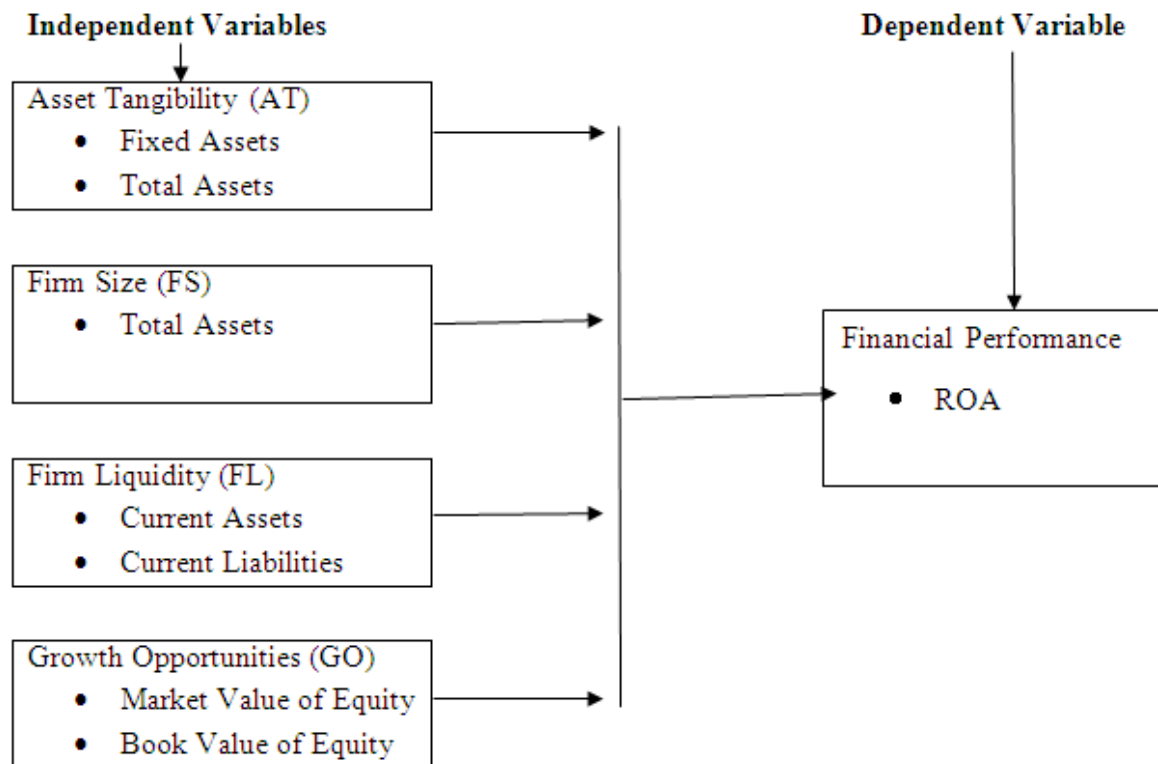 Independent Variables
Dependent Variable
Asset Tangibility (AT)
• Fixed Assets
• Total Assets
Firm Size (FS)
• Total Assets
Financial Performance
• ROA
Firm Liquidity (FL)
• Current Assets
• Current Liabilities
Growth Opportunities (GO)
• Market Value of Equity
• Book Value of Equity